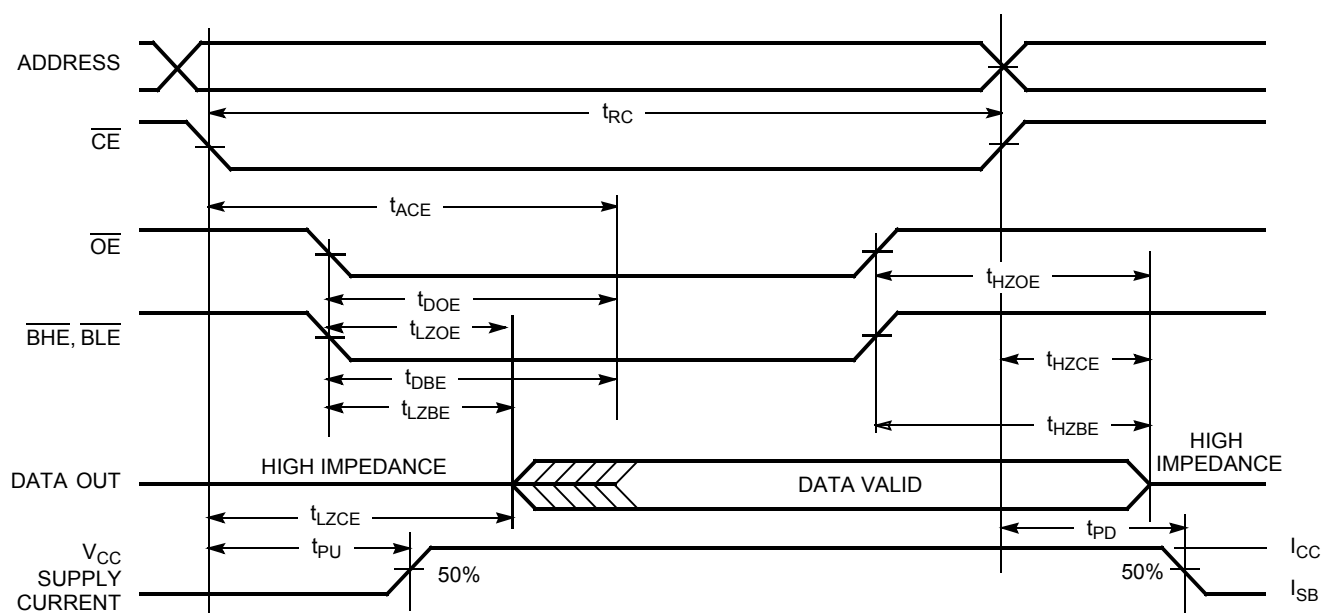 ADDRESS
tRC
CE
tACE
OE
tHZOE
tDOE
tLZOE
BHE, BLE
tHZCE
tDBE
tLZBE
tHZBE
HIGH IMPEDANCE
HIGH
IMPEDANCE
DATA OUT
DATA VALID
tLZCE
tPD
tPU
VCC
SUPPLY
CURRENT
50%
50%
ICC
ISB